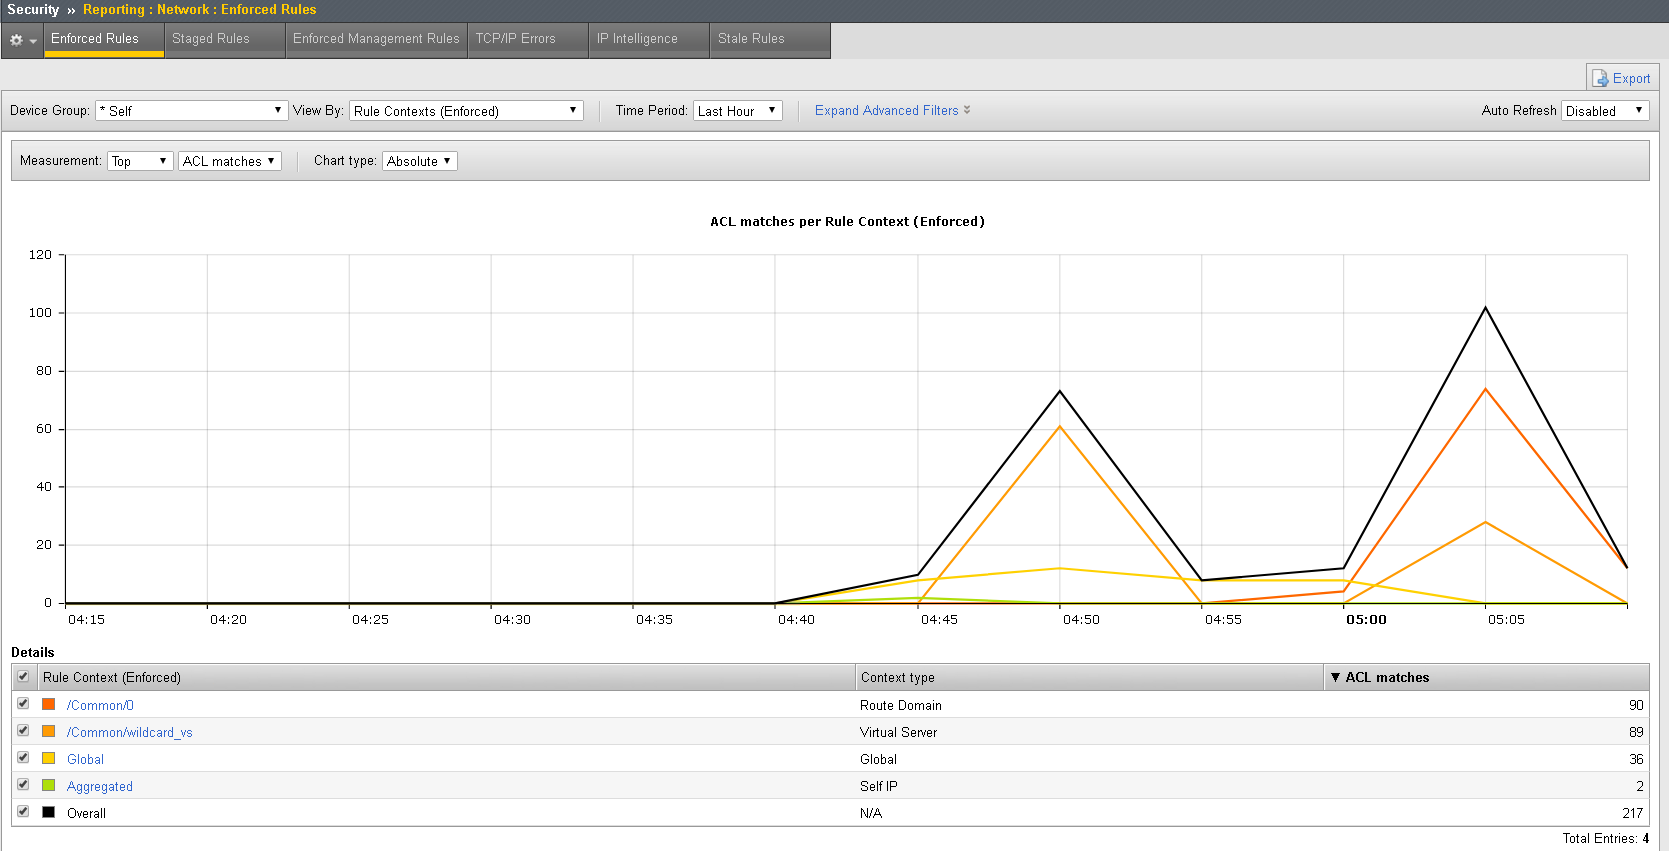 Security » Reporting : Network : Enforced Rules
Enforced Rules Staged Rules Enforced Management Rules TCP/IP Errors IP Intelligence Stale Rules
Export
Device Group: * Self View By: Rule Contexts (Enforced) Time Period: Last Hour Expand Advanced Filters Auto Refresh Disabled
Measurement: Top ACL matches Chart type: Absolute
ACL matches per Rule Context (Enforced)
120
100
80
60
40
20
0
04:15 04:20 04:25 04:30 04:35 04:40 04:45 04:50 04:55 05:00 05:05
Details
Rule Context (Enforced) Context type ▼ ACL matches
/Common/0 Route Domain 90
/Common/wildcard_vs Virtual Server 89
Global Global 36
Aggregated Self IP 2
Overall N/A 217
Total Entries: 4